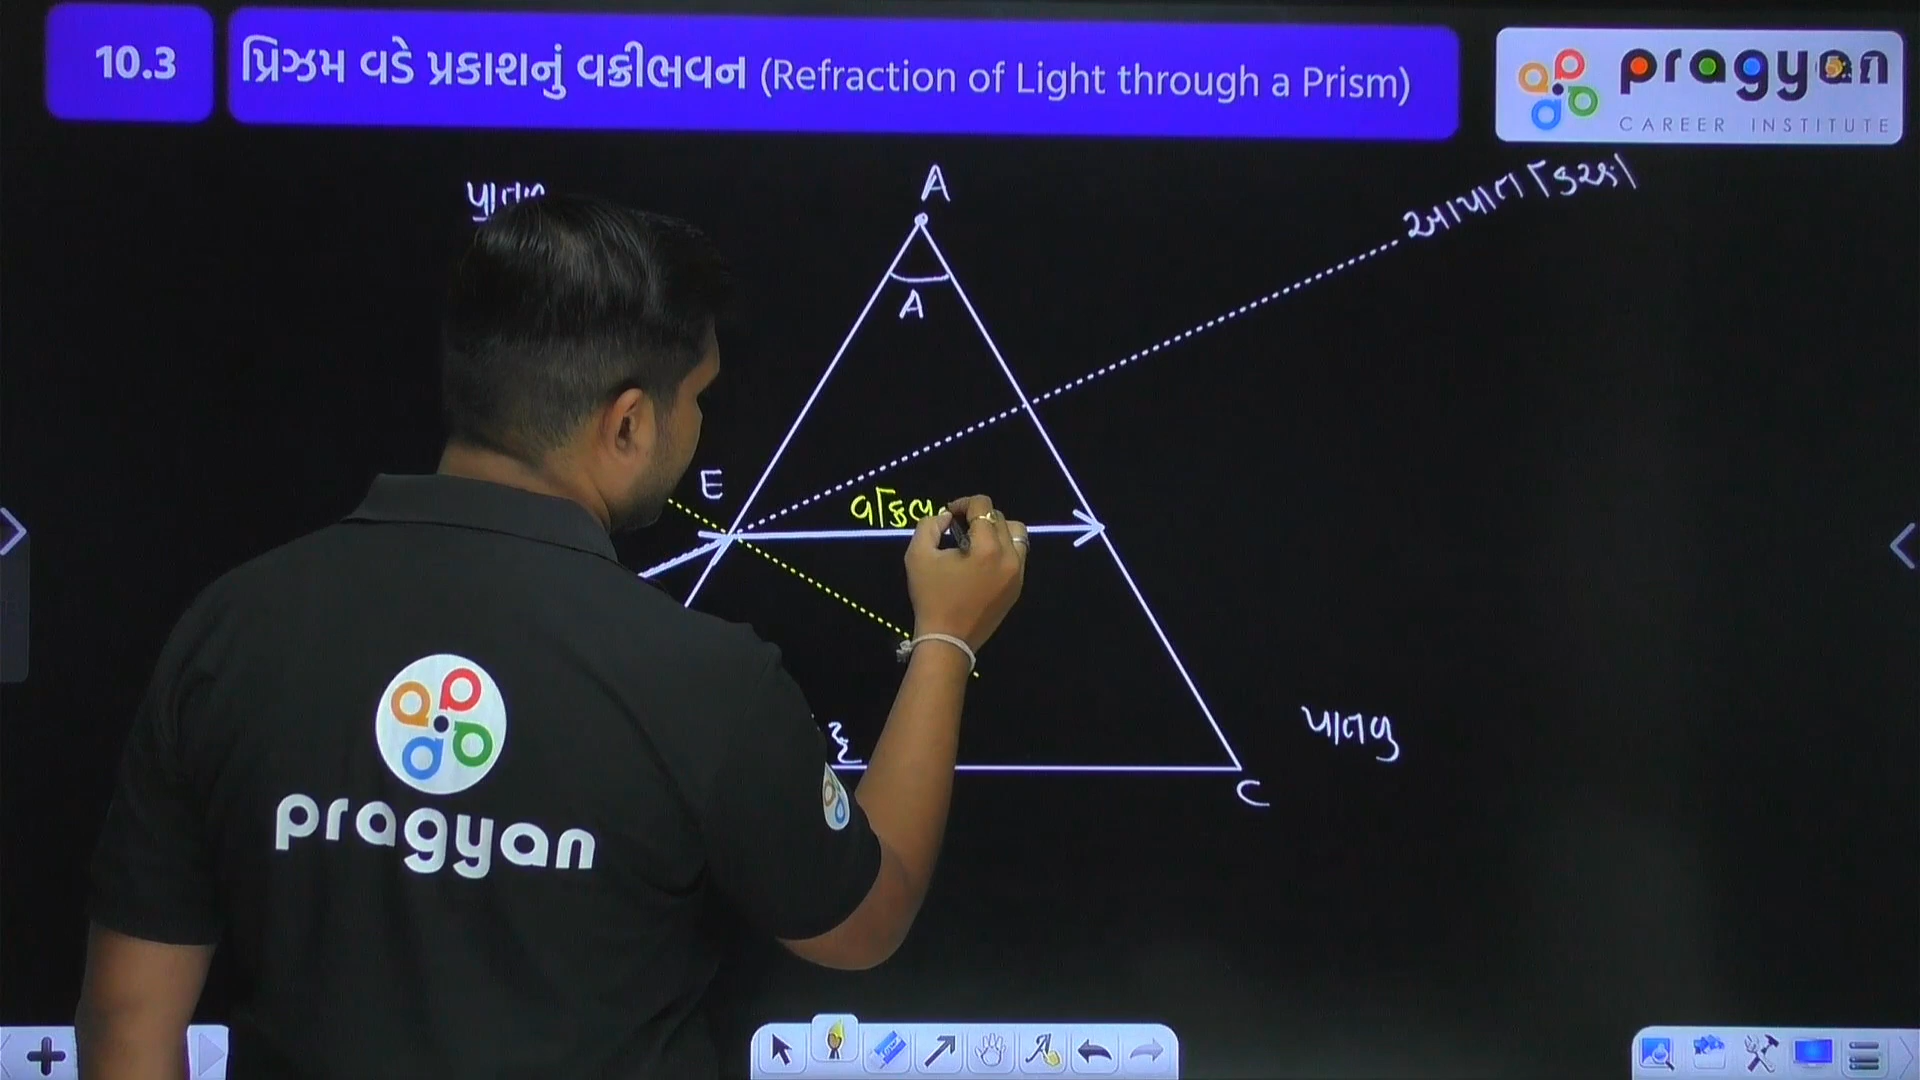 10.3
પ્રિઝમ વડે પ્રકાશનું વક્રીભવન (Refraction of Light through a Prism)
pragyan
CAREER INSTITUTE
A
આપાત કિરણ
A
E
પાતળુ
C
pragyan